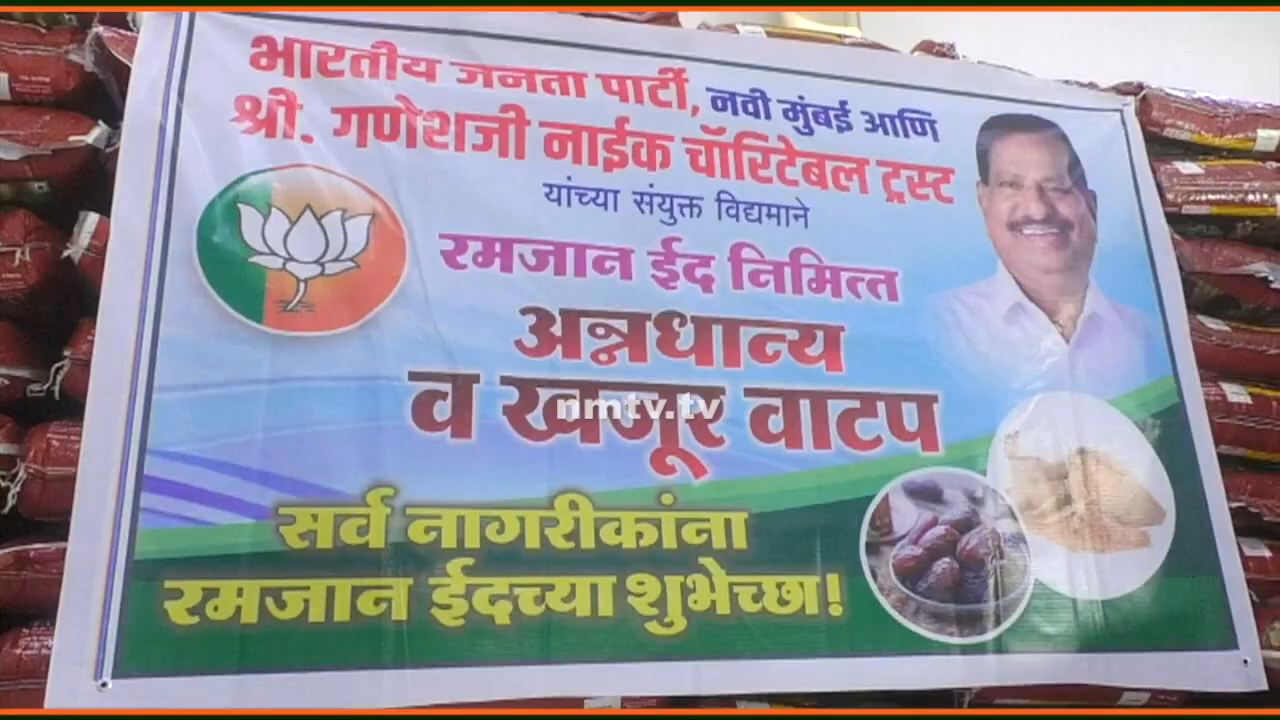 भारतीय जनता पार्टी, नवी मुंबई आणि
श्री. गणेशजी नाईक चॅारिटेबल ट्रस्ट
यांच्या संयुक्त विद्यमाने
रमजान ईद निमित्त
अन्नधान्य
व खजूर वाटप
nmtv.tv
सर्व नागरीकांना
रमजान ईदच्या शुभेच्छा!